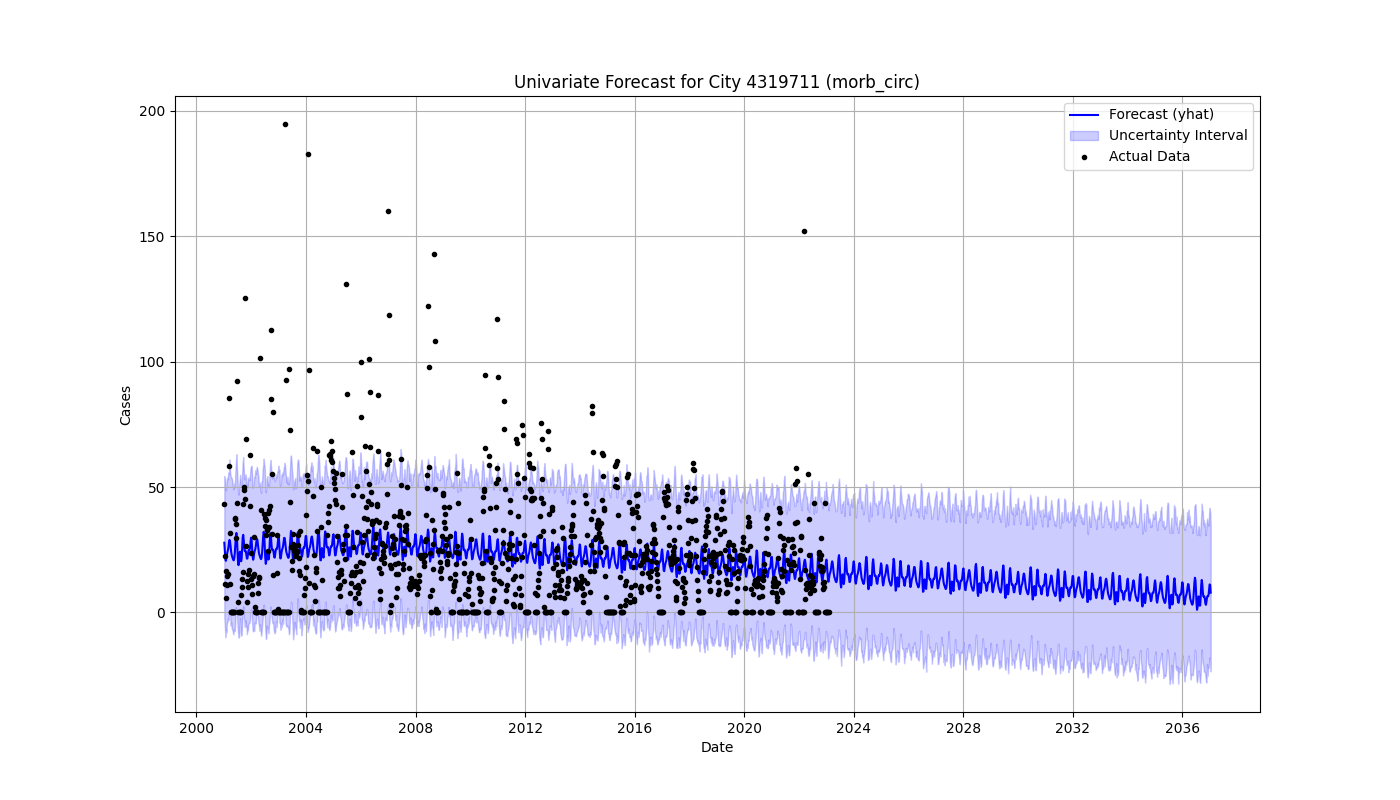 Univariate Forecast for City 4319711 (morb_circ)
Forecast (yhat)
Uncertainty Interval
Actual Data
200
150
100
50
0
Cases
2000 2004 2008 2012 2016 2020 2024 2028 2032 2036
Date